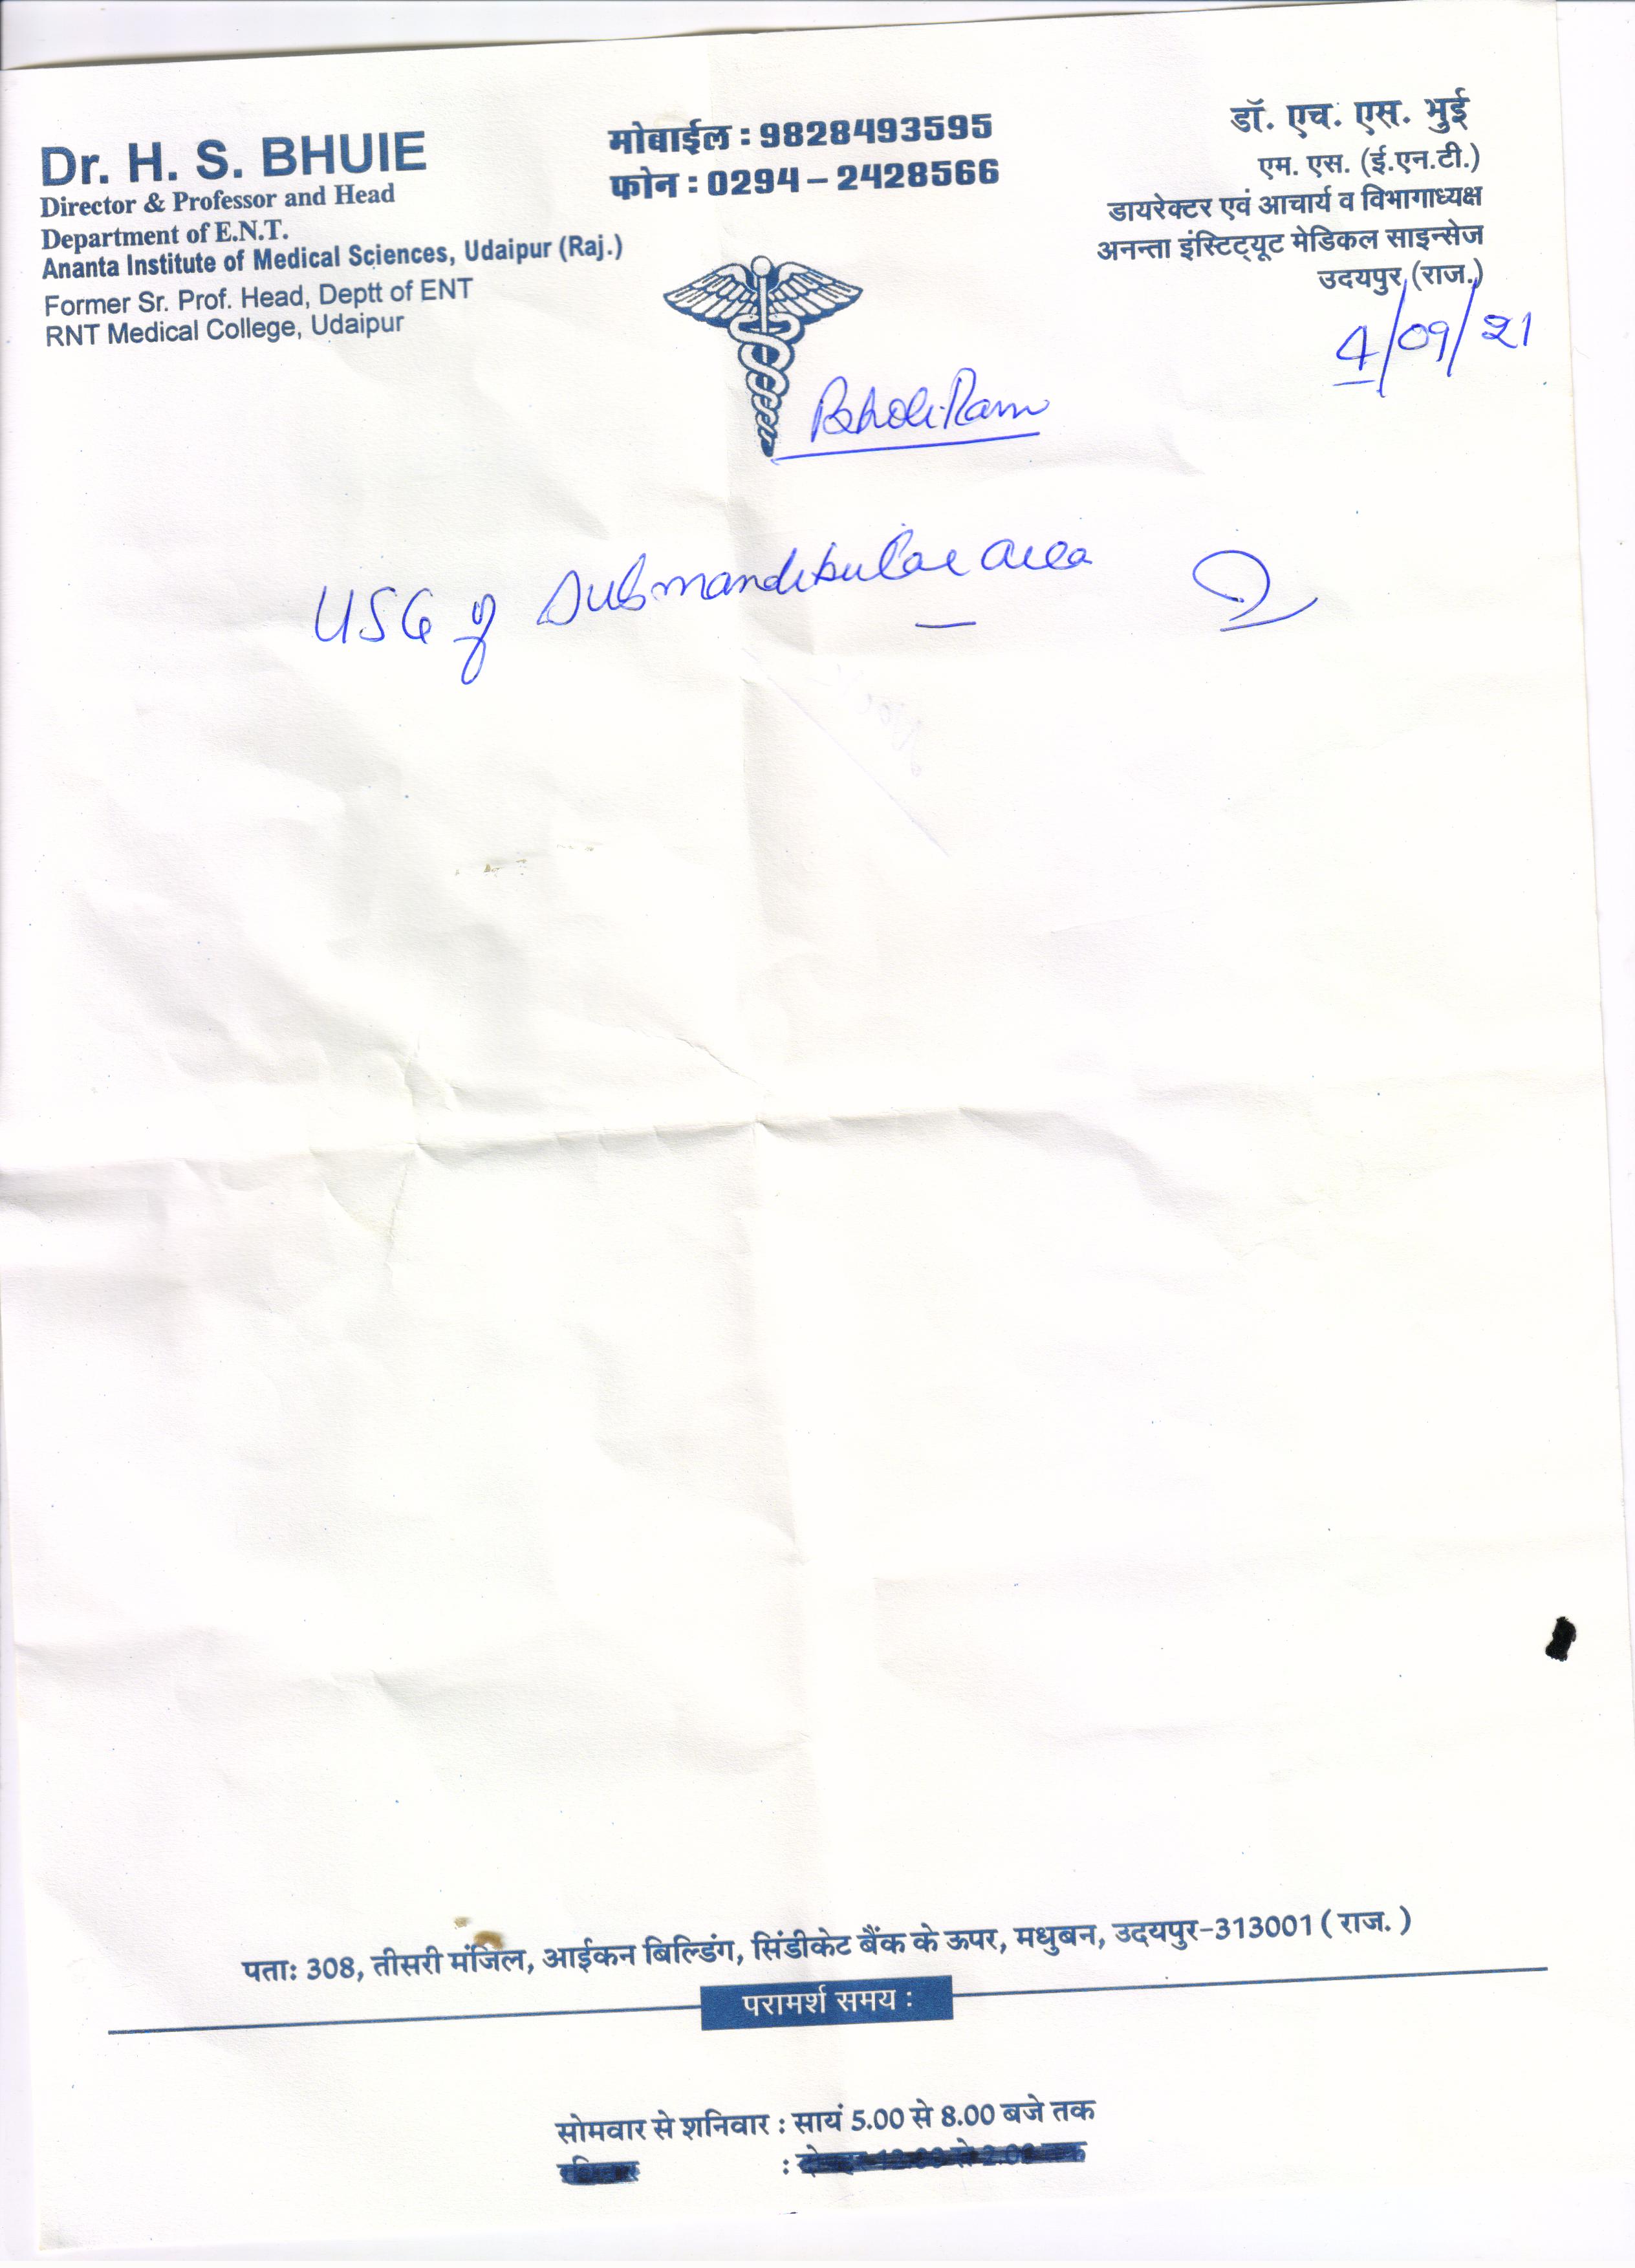 Dr. H. S. BHUIE
Director & Professor and Head
Department of E.N.T.
Ananta Institute of Medical Sciences, Udaipur (Raj.)
Former Sr. Prof. Head, Deptt of ENT
RNT Medical College, Udaipur
मोबाईल : 9828493595
फोन : 0294 – 2428566
डॉ. एच. एस. भुई
एम. एस. (ई.एन.टी.)
डायरेक्टर एवं आचार्य व विभागाध्यक्ष
अनन्ता इंस्टिट्यूट मेडिकल साइन्सेज
उदयपुर (राज.)
4/09/21
Bholi Ram
USG of Submandibular area
पताः 308, तीसरी मंजिल, आईकन बिल्डिंग, सिंडीकेट बैंक के ऊपर, मधुबन, उदयपुर-313001 ( राज. )
परामर्श समय :
सोमवार से शनिवार : सायं 5.00 से 8.00 बजे तक